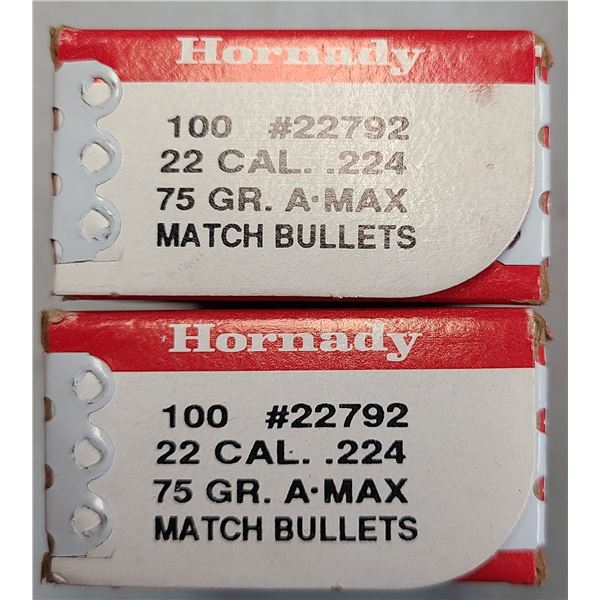 Hornady
100 #22792
22 CAL. .224
75 GR. A·MAX
MATCH BULLETS
Hornady
100 #22792
22 CAL. .224
75 GR. A·MAX
MATCH BULLETS